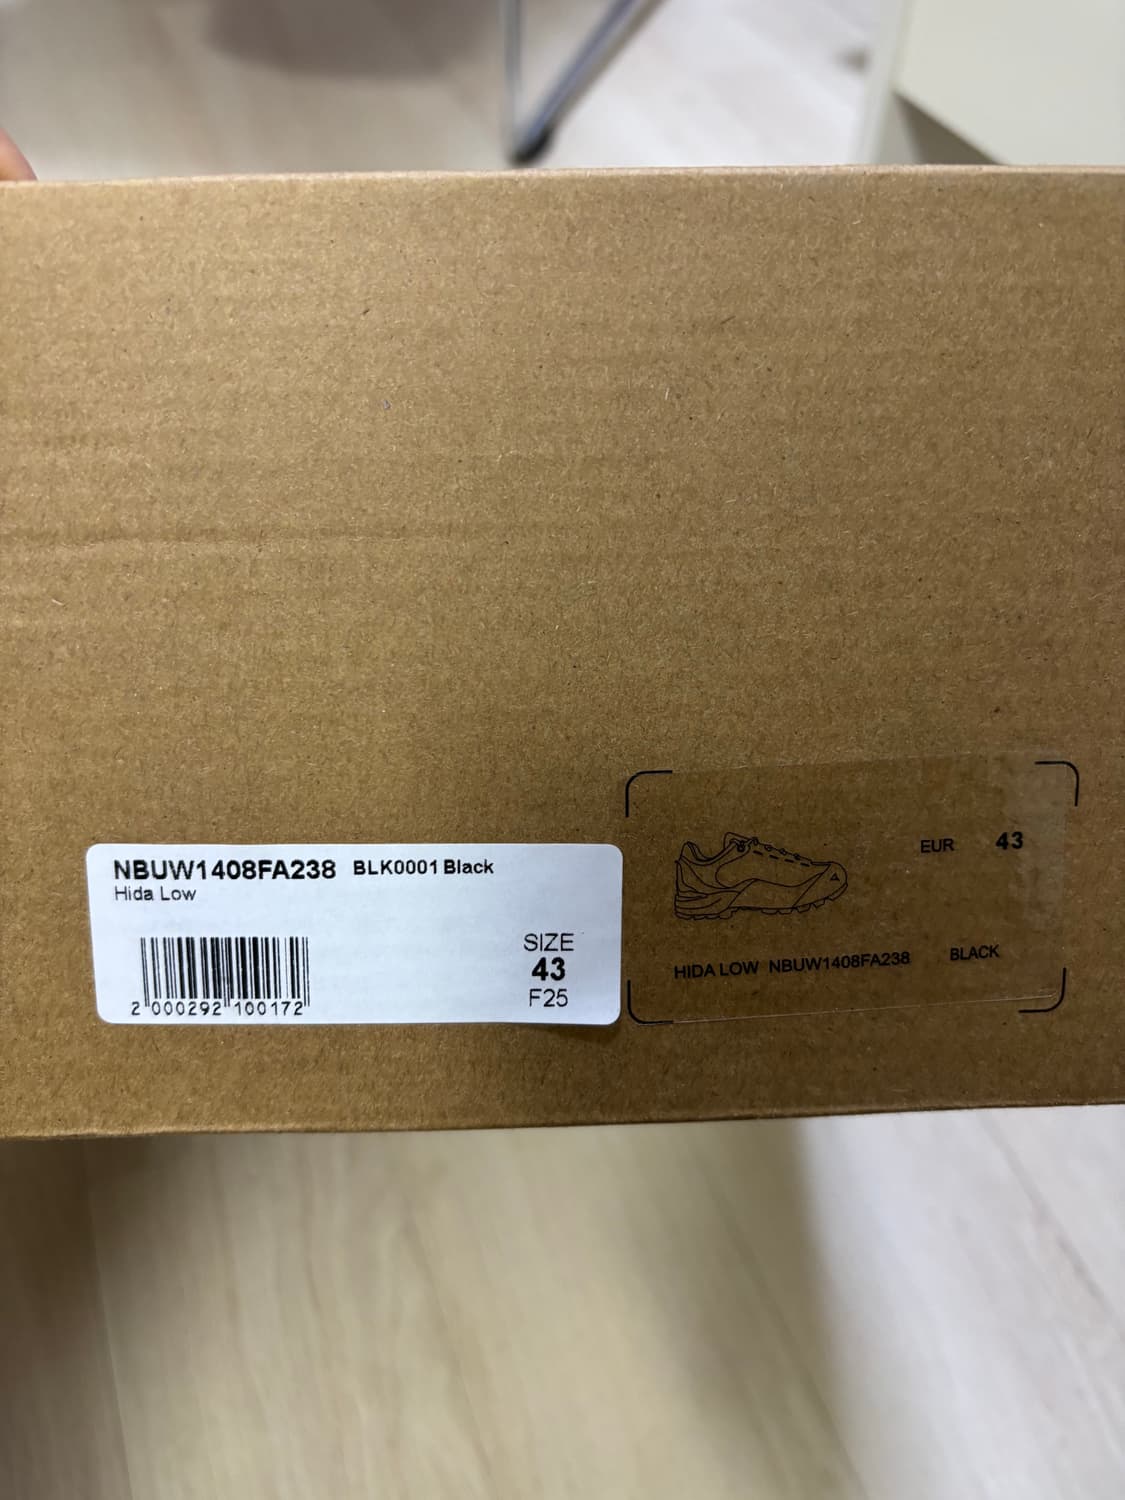 NBUW1408FA238 BLK0001 Black
Hida Low
SIZE
43
F25
2 000292 100172
EUR 43
HIDA LOW NBUW1408FA238 BLACK